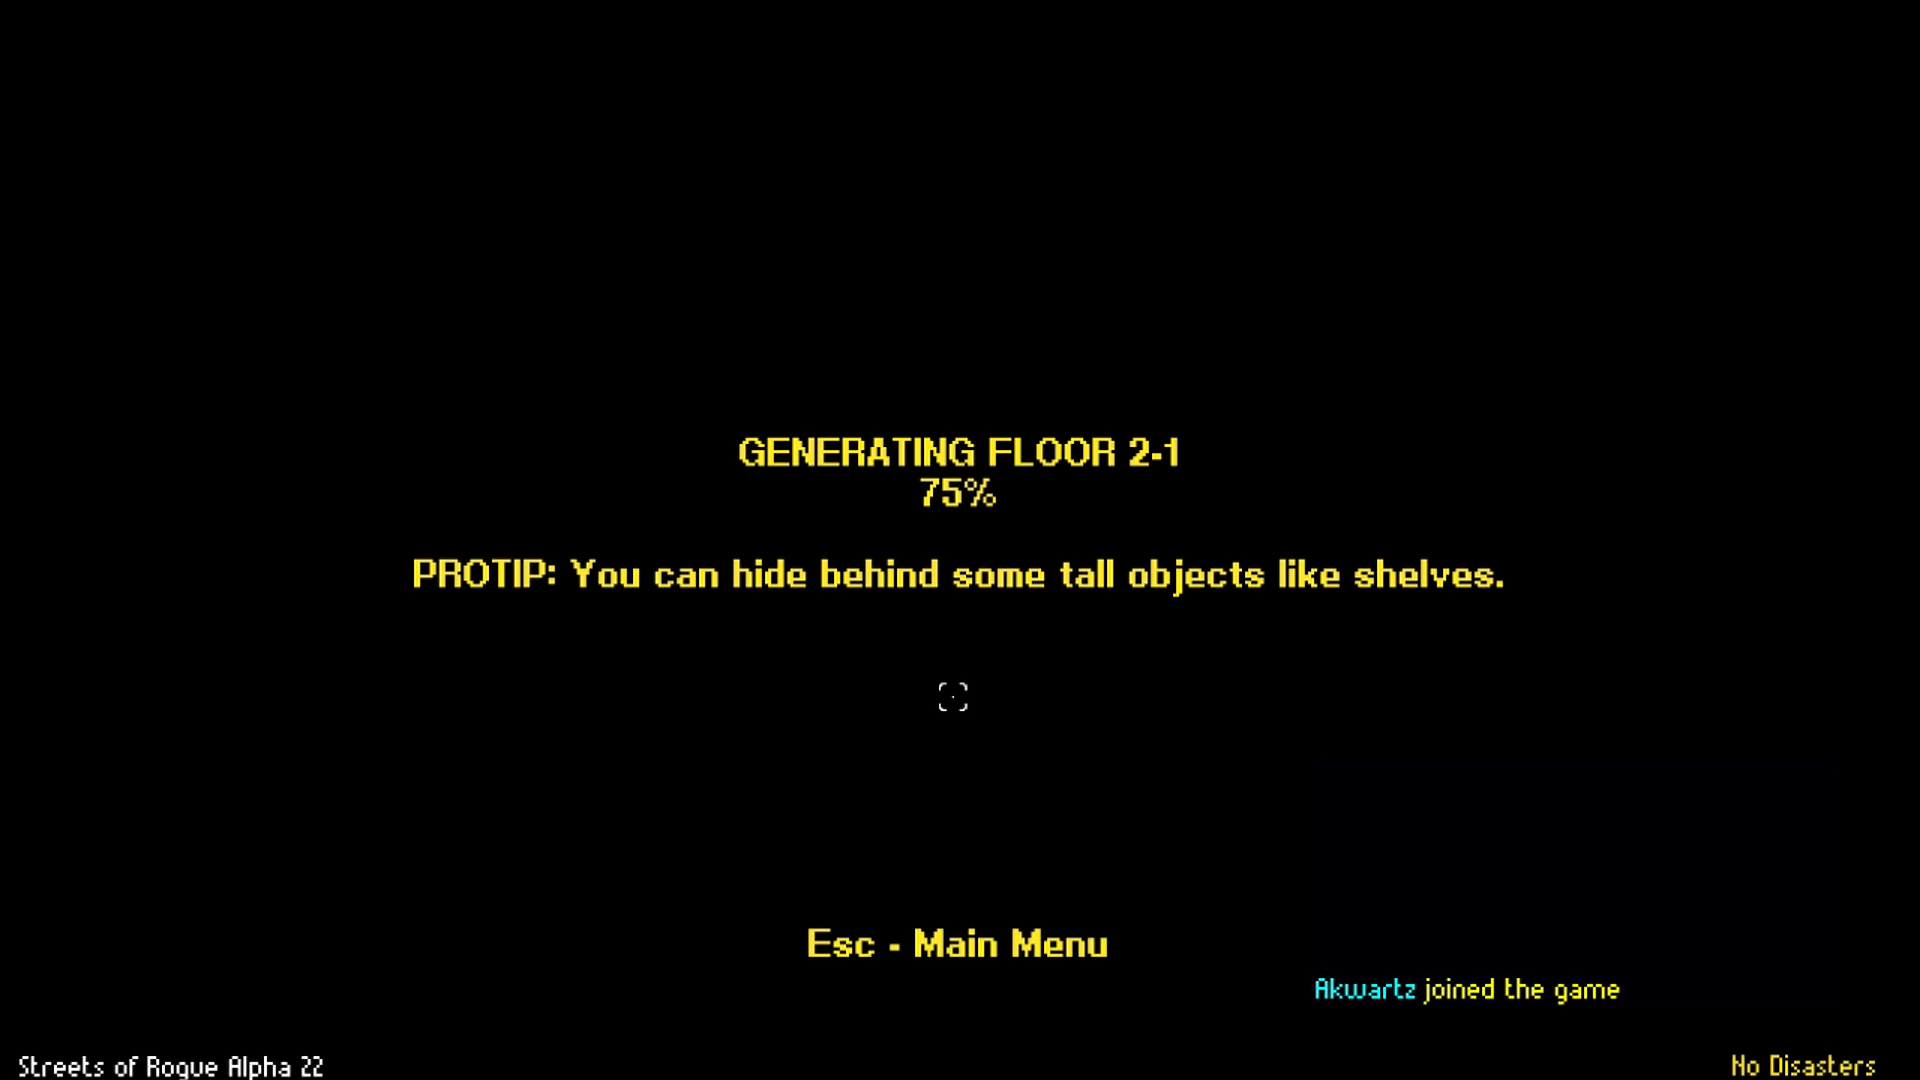 GENERATING FLOOR 2-1
75%
PROTIP: You can hide behind some tall objects like shelves.
Esc - Main Menu
Akwartz joined the game
Streets of Rogue Alpha 22
No Disasters